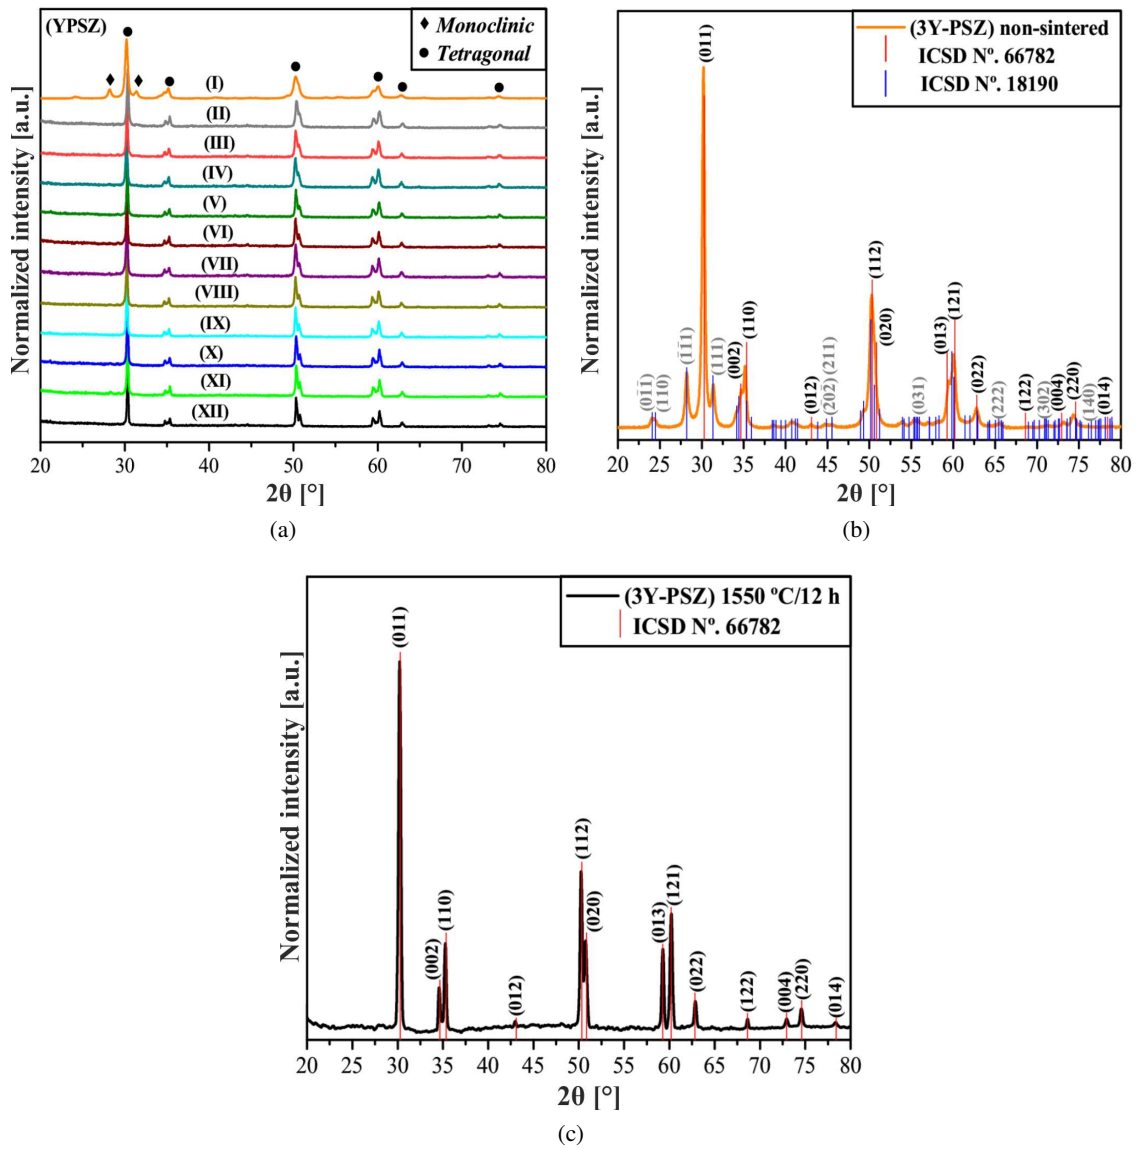 (YPSZ)
Monoclinic
Tetragonal
(I)
(II)
(III)
(IV)
(V)
(VI)
(VII)
(VIII)
(IX)
(X)
(XI)
(XII)
Normalized intensity [a.u.]
20 30 40 50 60 70 80
2θ [°]
(a)
(3Y-PSZ) non-sintered
ICSD Nº. 66782
ICSD Nº. 18190
(01̄1)
(110)
(1̄11)
(011)
(111)
(002)
(110)
(012)
(202)
(211)
(112)
(020)
(031)
(013)
(121)
(022)
(222)
(122)
(302)
(004)
(220)
(140)
(014)
Normalized intensity [a.u.]
20 25 30 35 40 45 50 55 60 65 70 75 80
2θ [°]
(b)
(3Y-PSZ) 1550 ºC/12 h
ICSD Nº. 66782
(011)
(002)
(110)
(012)
(112)
(020)
(013)
(121)
(022)
(122)
(004)
(220)
(014)
Normalized intensity [a.u.]
20 25 30 35 40 45 50 55 60 65 70 75 80
2θ [°]
(c)